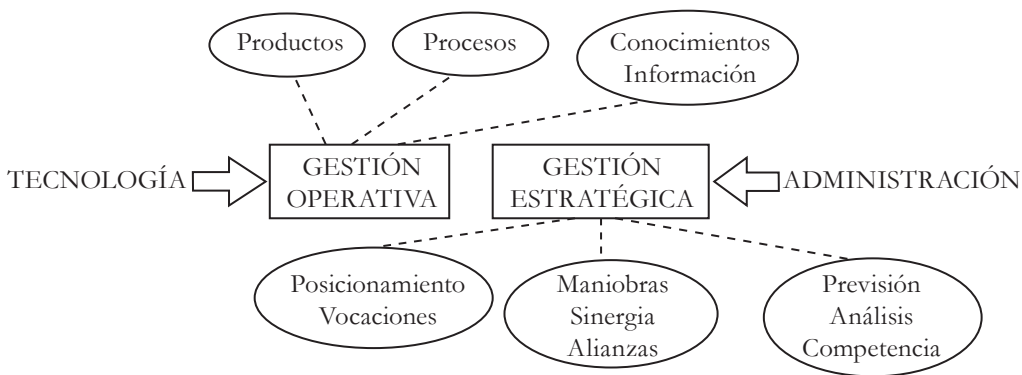 Productos
Procesos
Conocimientos
Información
TECNOLOGÍA
GESTIÓN
OPERATIVA
GESTIÓN
ESTRATÉGICA
ADMINISTRACIÓN
Posicionamiento
Vocaciones
Maniobras
Sinergia
Alianzas
Previsión
Análisis
Competencia